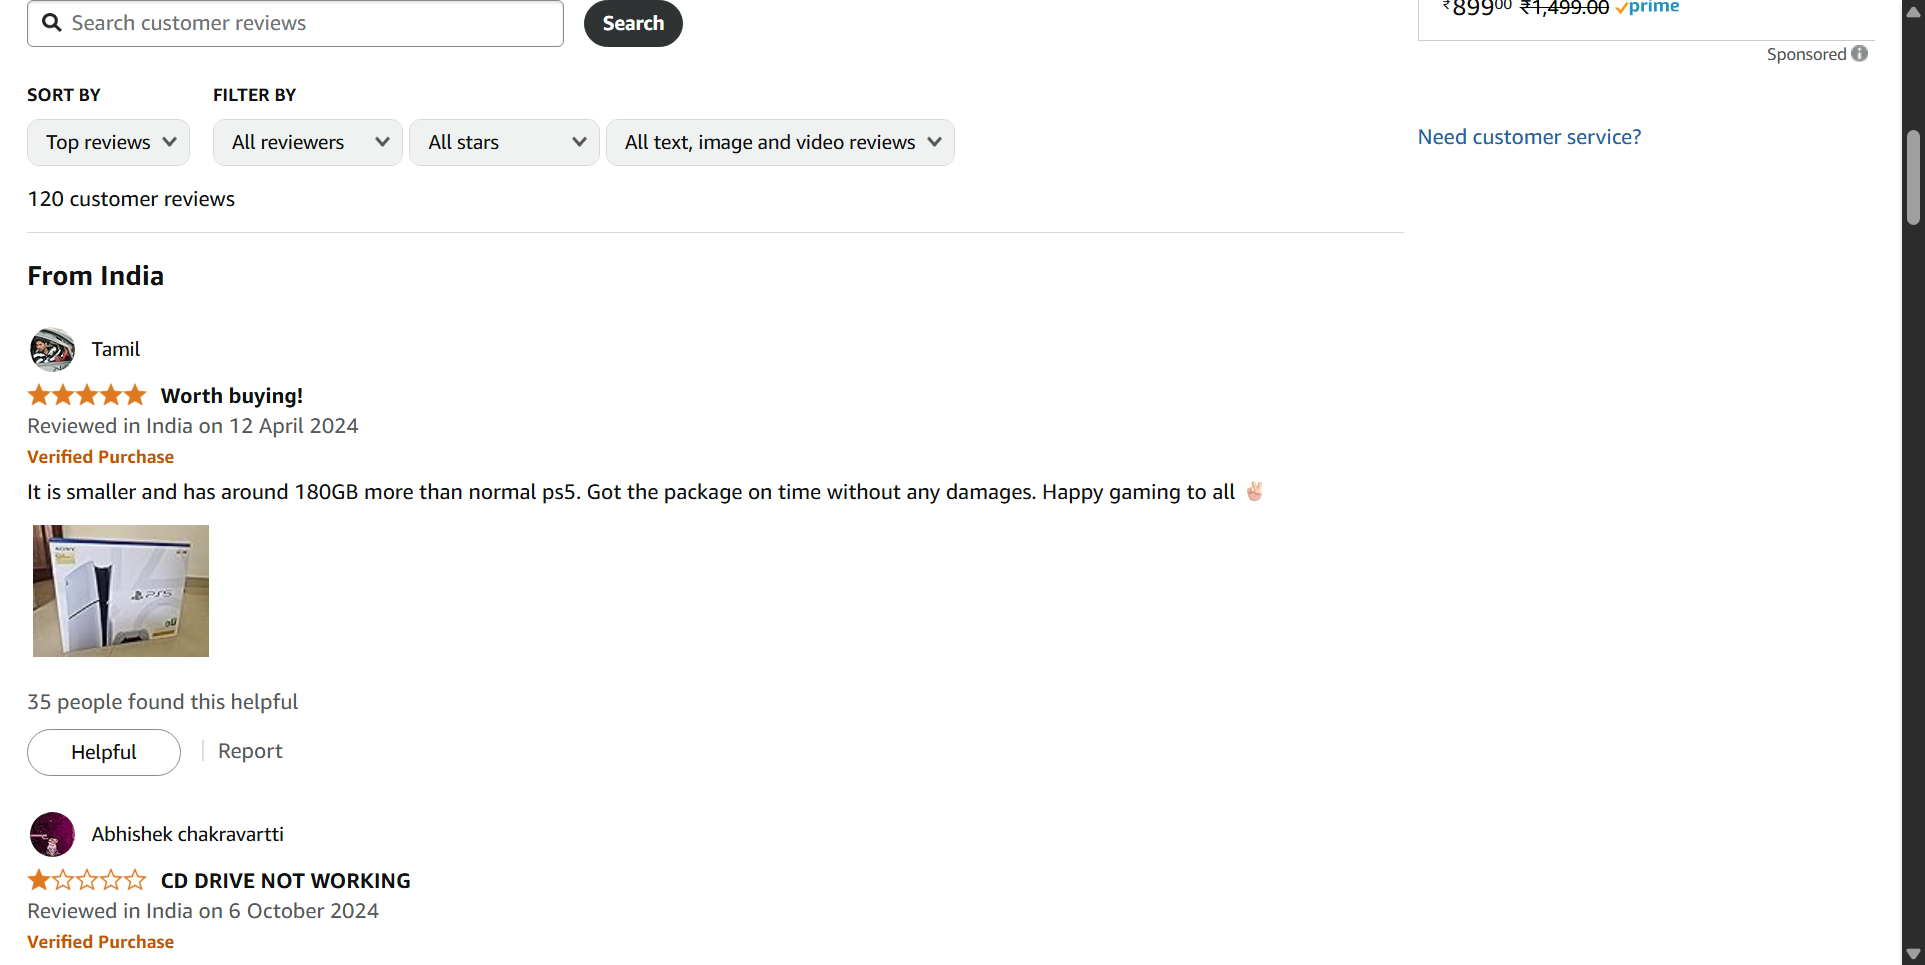 Search customer reviews
Search
₹899.00 ₹1,499.00 prime
Sponsored
SORT BY
FILTER BY
Top reviews
All reviewers
All stars
All text, image and video reviews
Need customer service?
120 customer reviews
From India
Tamil
Worth buying!
Reviewed in India on 12 April 2024
Verified Purchase
It is smaller and has around 180GB more than normal ps5. Got the package on time without any damages. Happy gaming to all ✌🏻
SONY
PS5
35 people found this helpful
Helpful
Report
Abhishek chakravartti
CD DRIVE NOT WORKING
Reviewed in India on 6 October 2024
Verified Purchase